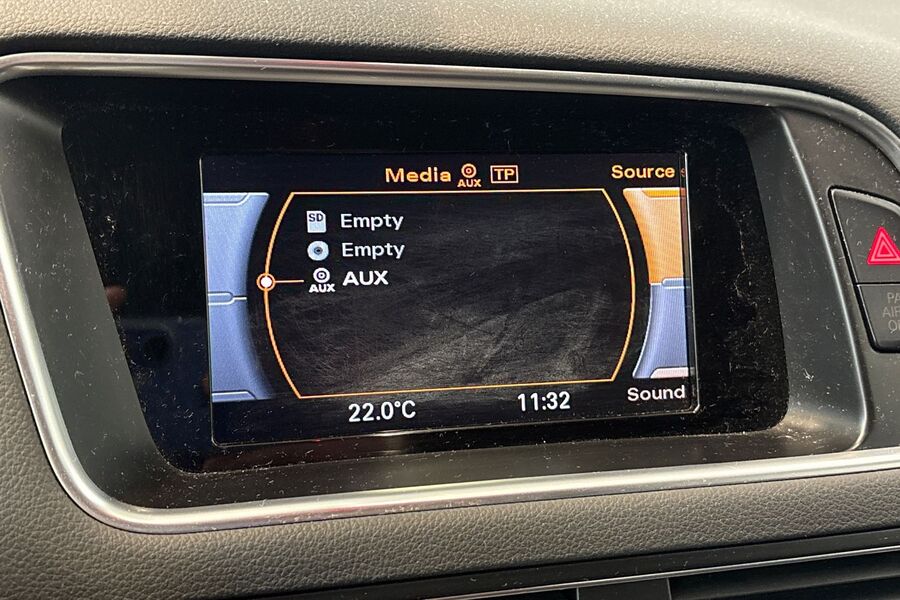 Media AUX TP
Source
SD Empty
Empty
AUX AUX
22.0°C
11:32
Sound